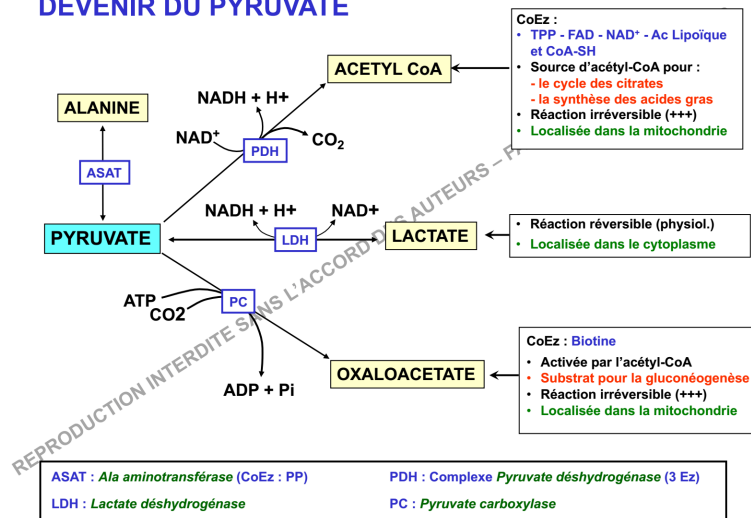 DEVENIR DU PYRUVATE
CoEz :
• TPP - FAD - NAD⁺ - Ac Lipoïque
et CoA-SH
• Source d'acétyl-CoA pour :
- le cycle des citrates
- la synthèse des acides gras
• Réaction irréversible (+++)
• Localisée dans la mitochondrie
ACETYL CoA
NADH + H+
ALANINE
NAD⁺
CO₂
PDH
ASAT
NADH + H+
NAD+
PYRUVATE
LDH
LACTATE
• Réaction réversible (physiol.)
• Localisée dans le cytoplasme
ATP
CO2
PC
ADP + Pi
OXALOACETATE
CoEz : Biotine
• Activée par l'acétyl-CoA
• Substrat pour la gluconéogenèse
• Réaction irréversible (+++)
• Localisée dans la mitochondrie
REPRODUCTION INTERDITE SANS L'ACCORD DES AUTEURS –
ASAT : Ala aminotransférase (CoEz : PP)
PDH : Complexe Pyruvate déshydrogénase (3 Ez)
LDH : Lactate déshydrogénase
PC : Pyruvate carboxylase